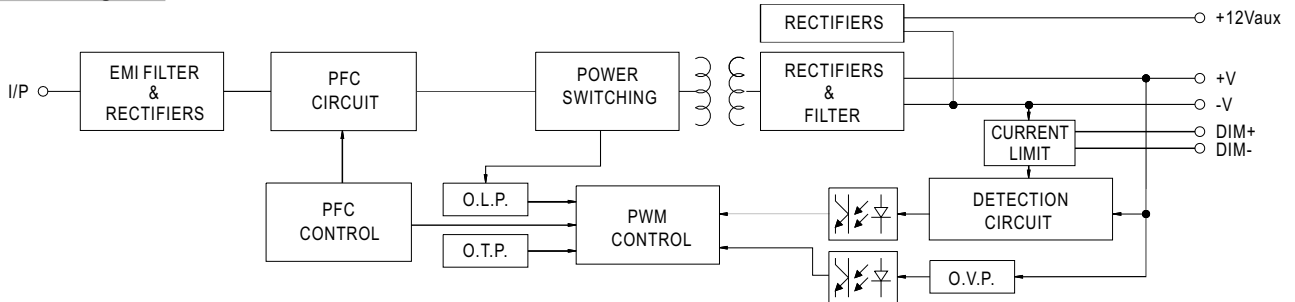 RECTIFIERS
+12Vaux
I/P
EMI FILTER
&
RECTIFIERS
PFC
CIRCUIT
POWER
SWITCHING
RECTIFIERS
&
FILTER
+V
-V
CURRENT
LIMIT
DIM+
DIM-
PFC
CONTROL
O.L.P.
O.T.P.
PWM
CONTROL
DETECTION
CIRCUIT
O.V.P.